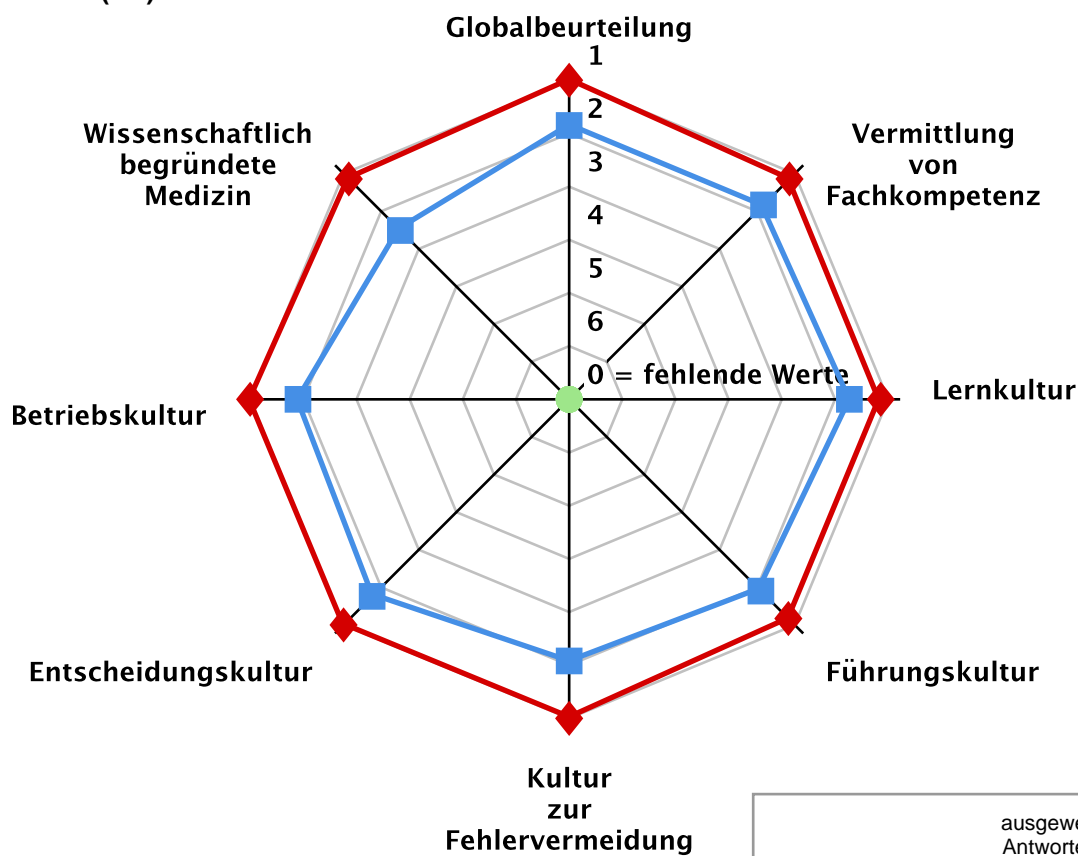 Globalbeurteilung
1
2
3
4
5
6
0 = fehlende Werte
Vermittlung
von
Fachkompetenz
Lernkultur
Führungskultur
Kultur
zur
Fehlervermeidung
Entscheidungskultur
Betriebskultur
Wissenschaftlich
begründete
Medizin